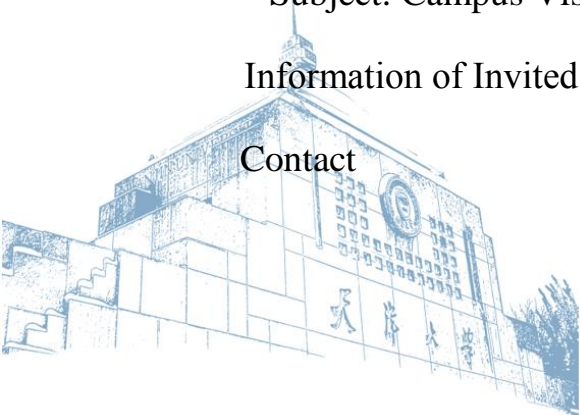 Subject: Campus Vis
Information of Invited
Contact
天津大学